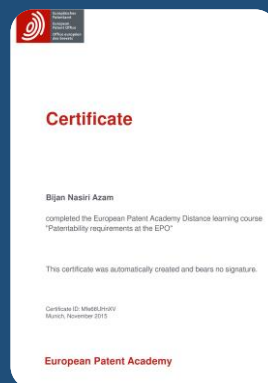 Europäisches
Patentamt
European
Patent Office
Office européen
des brevets
Certificate
Bijan Nasiri Azam
completed the European Patent Academy Distance learning course
"Patentability requirements at the EPO"
This certificate was automatically created and bears no signature.
Certificate ID:
Munich, November 2015
European Patent Academy